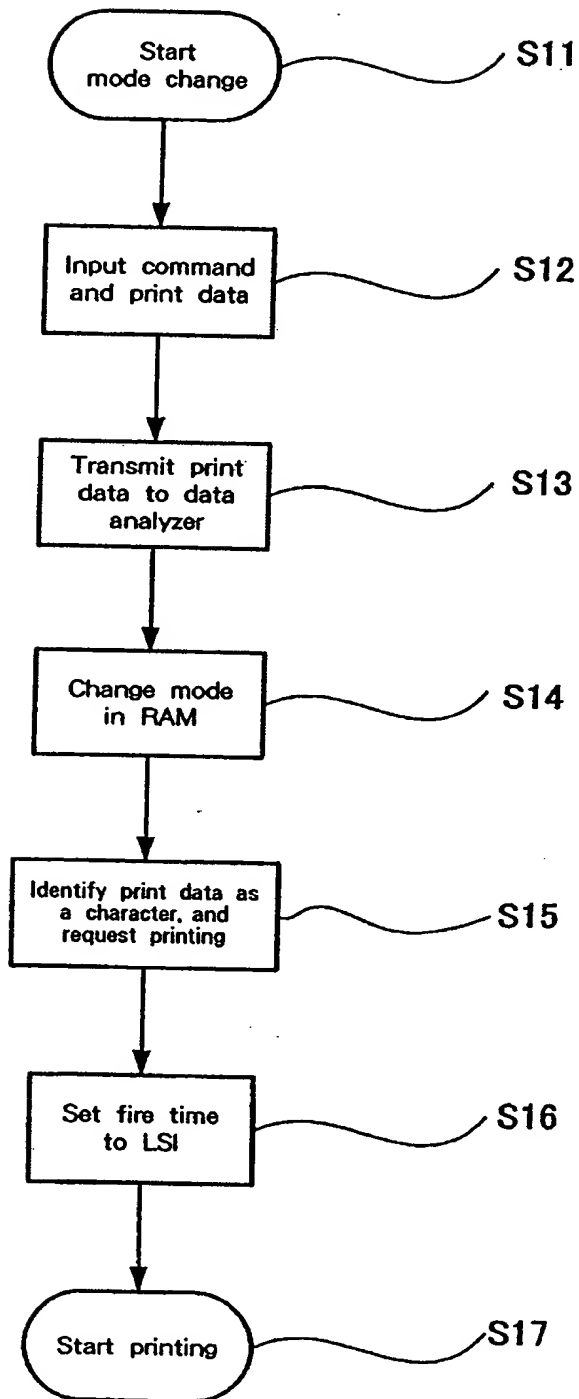 Start
mode change
S11
Input command
and print data
S12
Transmit print
data to data
analyzer
S13
Change mode
in RAM
S14
Identify print data as
a character, and
request printing
S15
Set fire time
to LSI
S16
Start printing
S17